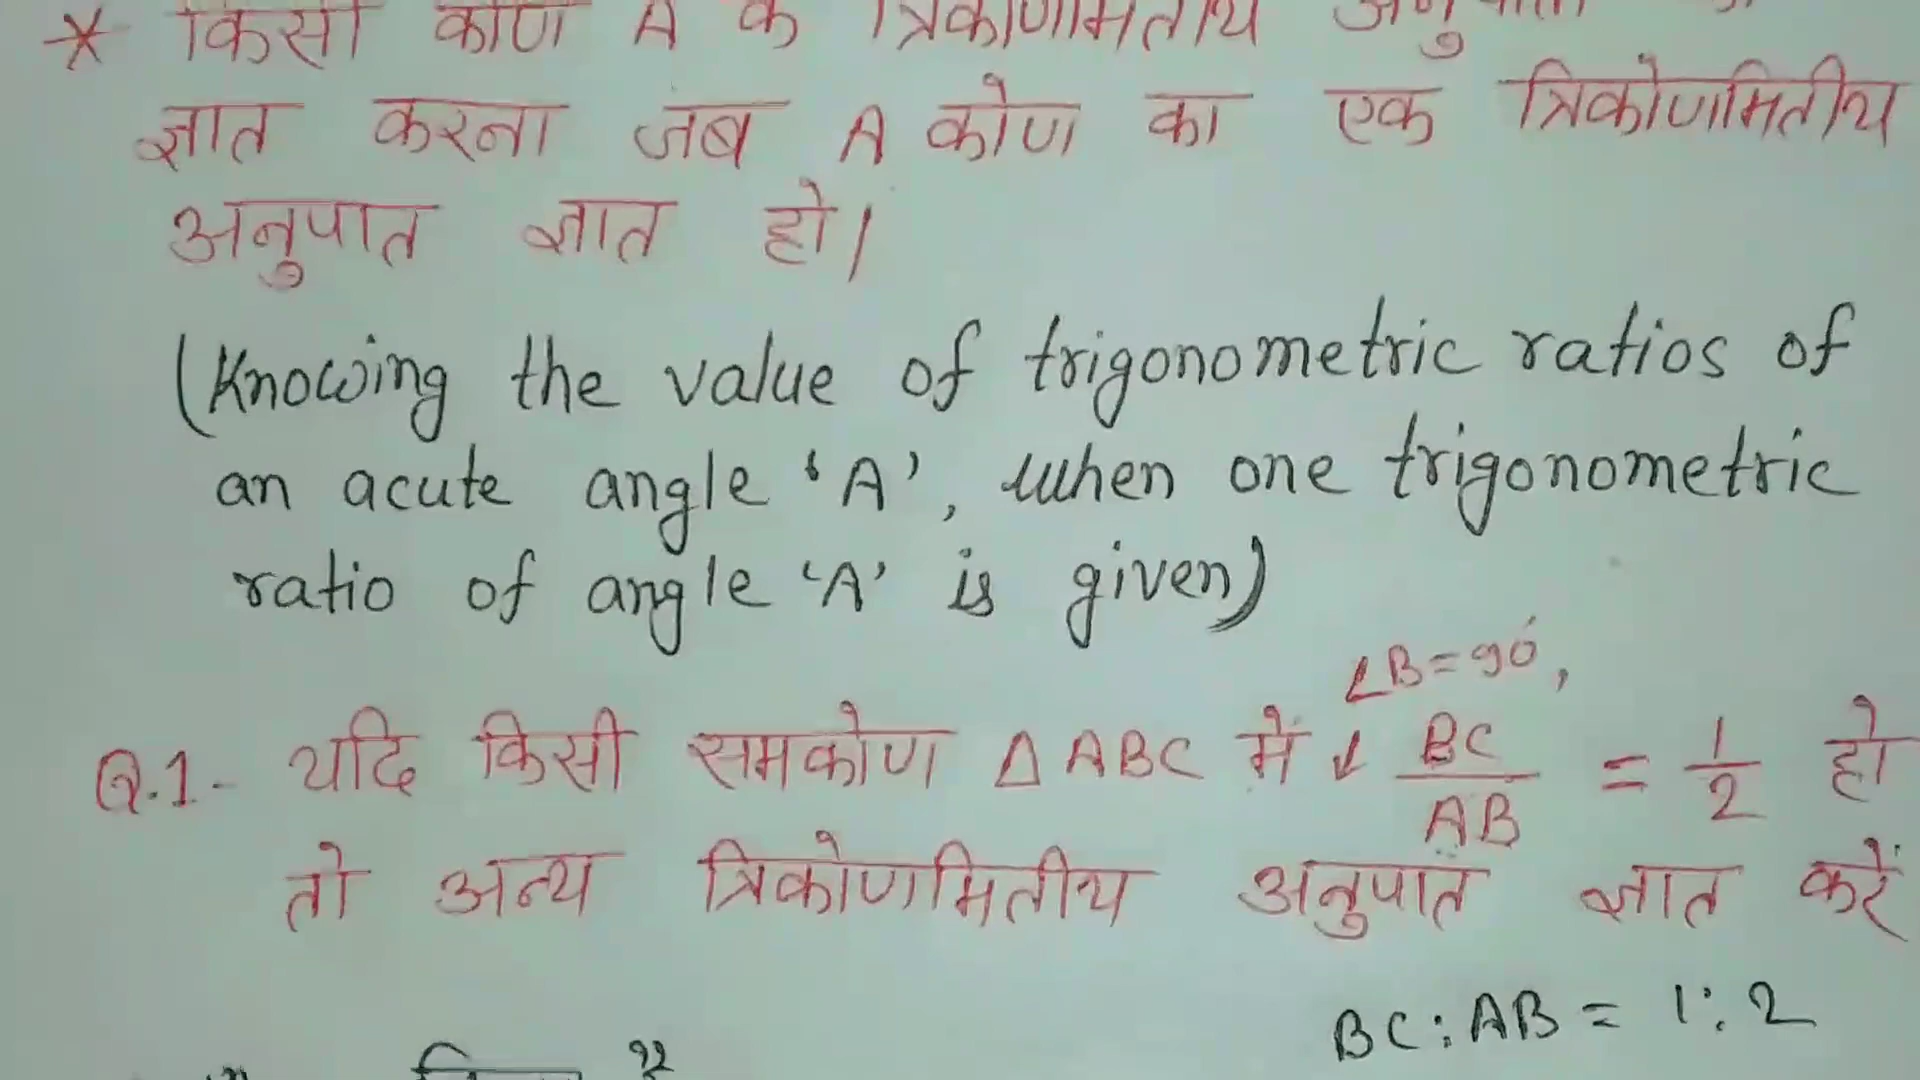 * किसी कोण A के त्रिकोणमितीय
ज्ञात करना जब A कोण का एक त्रिकोणमितीय
अनुपात ज्ञात हो।
(Knowing the value of trigonometric ratios of
an acute angle 'A', when one trigonometric
ratio of angle 'A' is given)
∠B=90°,
Q.1- यदि किसी समकोण △ABC में ↓ BC/AB = 1/2 हो
तो अन्य त्रिकोणमितीय अनुपात ज्ञात करें
BC:AB = 1:2